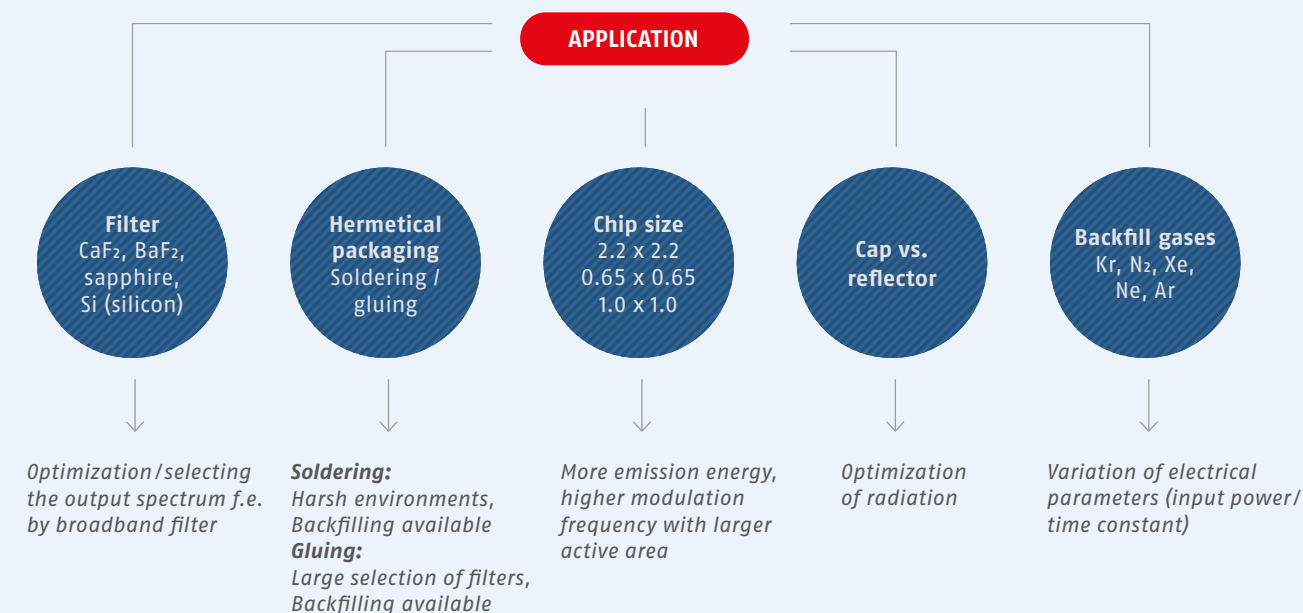 APPLICATION
Filter
CaF₂, BaF₂,
sapphire,
Si (silicon)
Hermetical
packaging
Soldering /
gluing
Chip size
2.2 x 2.2
0.65 x 0.65
1.0 x 1.0
Cap vs.
reflector
Backfill gases
Kr, N₂, Xe,
Ne, Ar
Optimization/selecting
the output spectrum f.e.
by broadband filter
Soldering:
Harsh environments,
Backfilling available
Gluing:
Large selection of filters,
Backfilling available
More emission energy,
higher modulation
frequency with larger
active area
Optimization
of radiation
Variation of electrical
parameters (input power/
time constant)